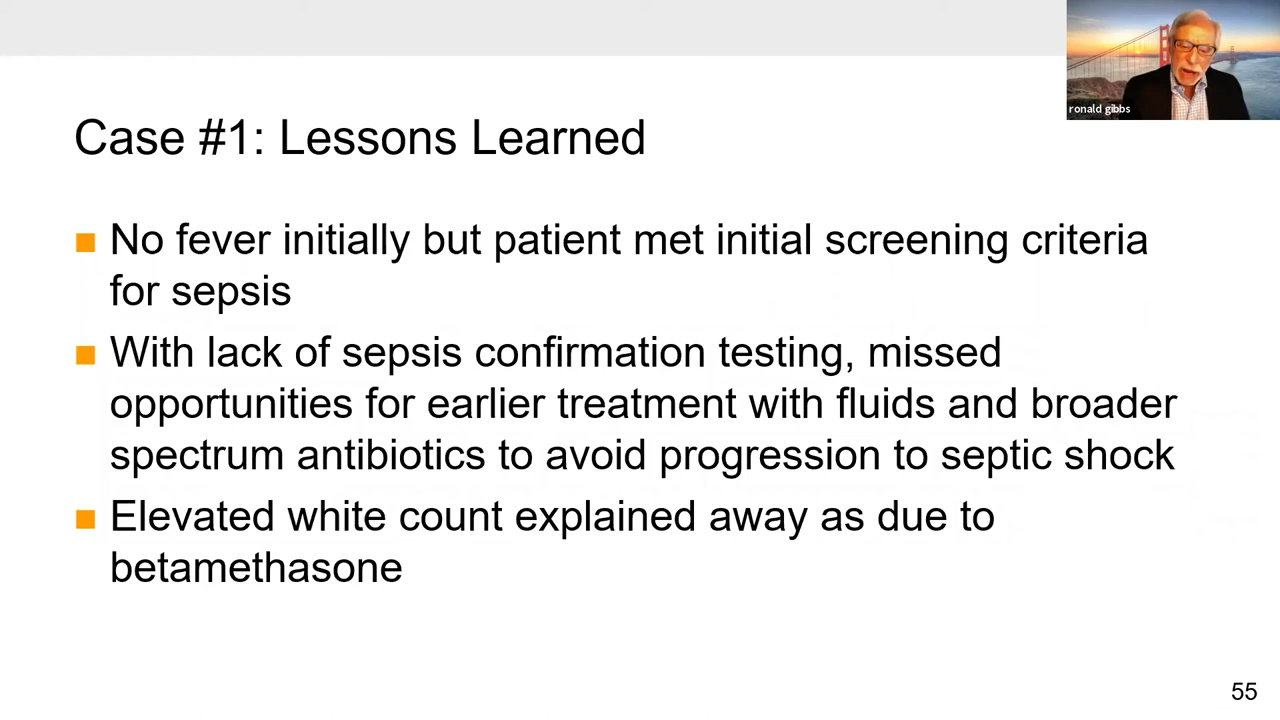 ronald gibbs
Case #1: Lessons Learned
No fever initially but patient met initial screening criteria
for sepsis
With lack of sepsis confirmation testing, missed
opportunities for earlier treatment with fluids and broader
spectrum antibiotics to avoid progression to septic shock
Elevated white count explained away as due to
betamethasone
55